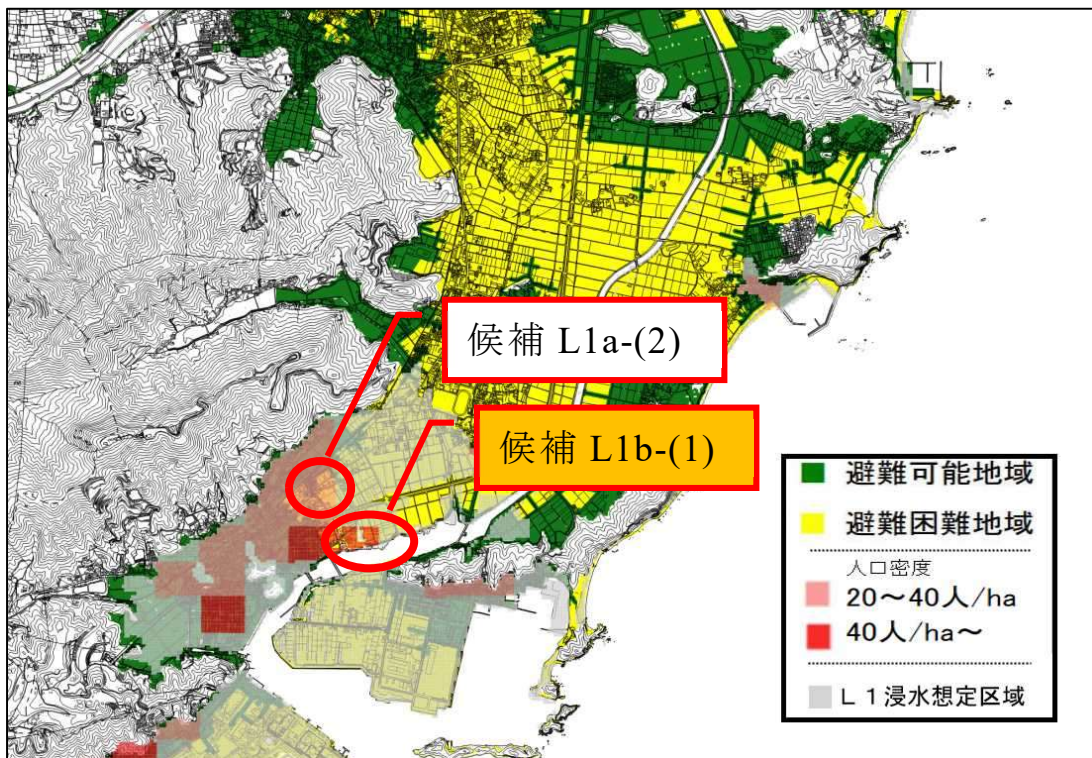 候補 L1a-(2)
候補 L1b-(1)
避難可能地域
避難困難地域
人口密度
20～40人/ha
40人/ha～
Ｌ１浸水想定区域